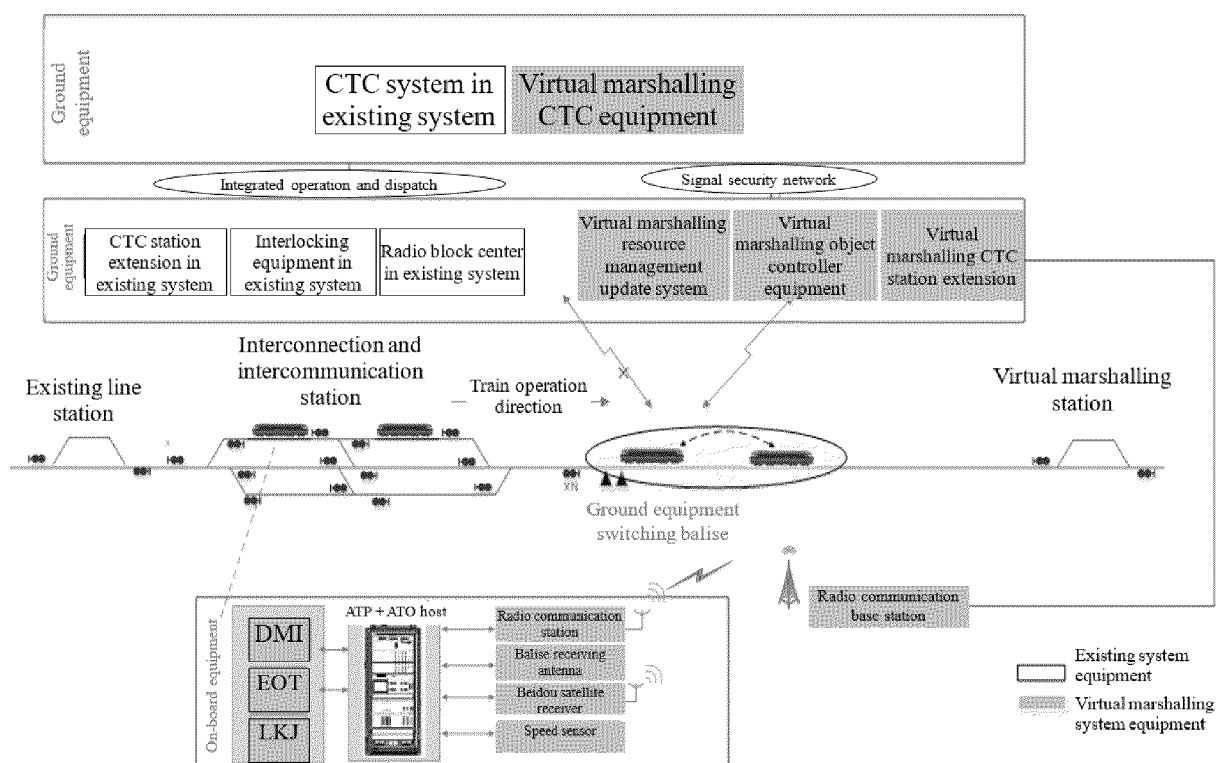 Ground
equipment
CTC system in
existing system
Virtual marshalling
CTC equipment
Integrated operation and dispatch
Signal security network
Ground
equipment
CTC station
extension in
existing system
Interlocking
equipment in
existing system
Radio block center
in existing system
Virtual marshalling
resource
management
update system
Virtual
marshalling object
controller
equipment
Virtual
marshalling CTC
station extension
Existing line
station
Interconnection and
intercommunication
station
Train operation
direction
Virtual marshalling
station
XN
Ground equipment
switching balise
Radio communication
base station
On-board equipment
DMI
EOT
LKJ
ATP + ATO host
Radio communication
station
Balise receiving
antenna
Beidou satellite
receiver
Speed sensor
Existing system
equipment
Virtual marshalling
system equipment